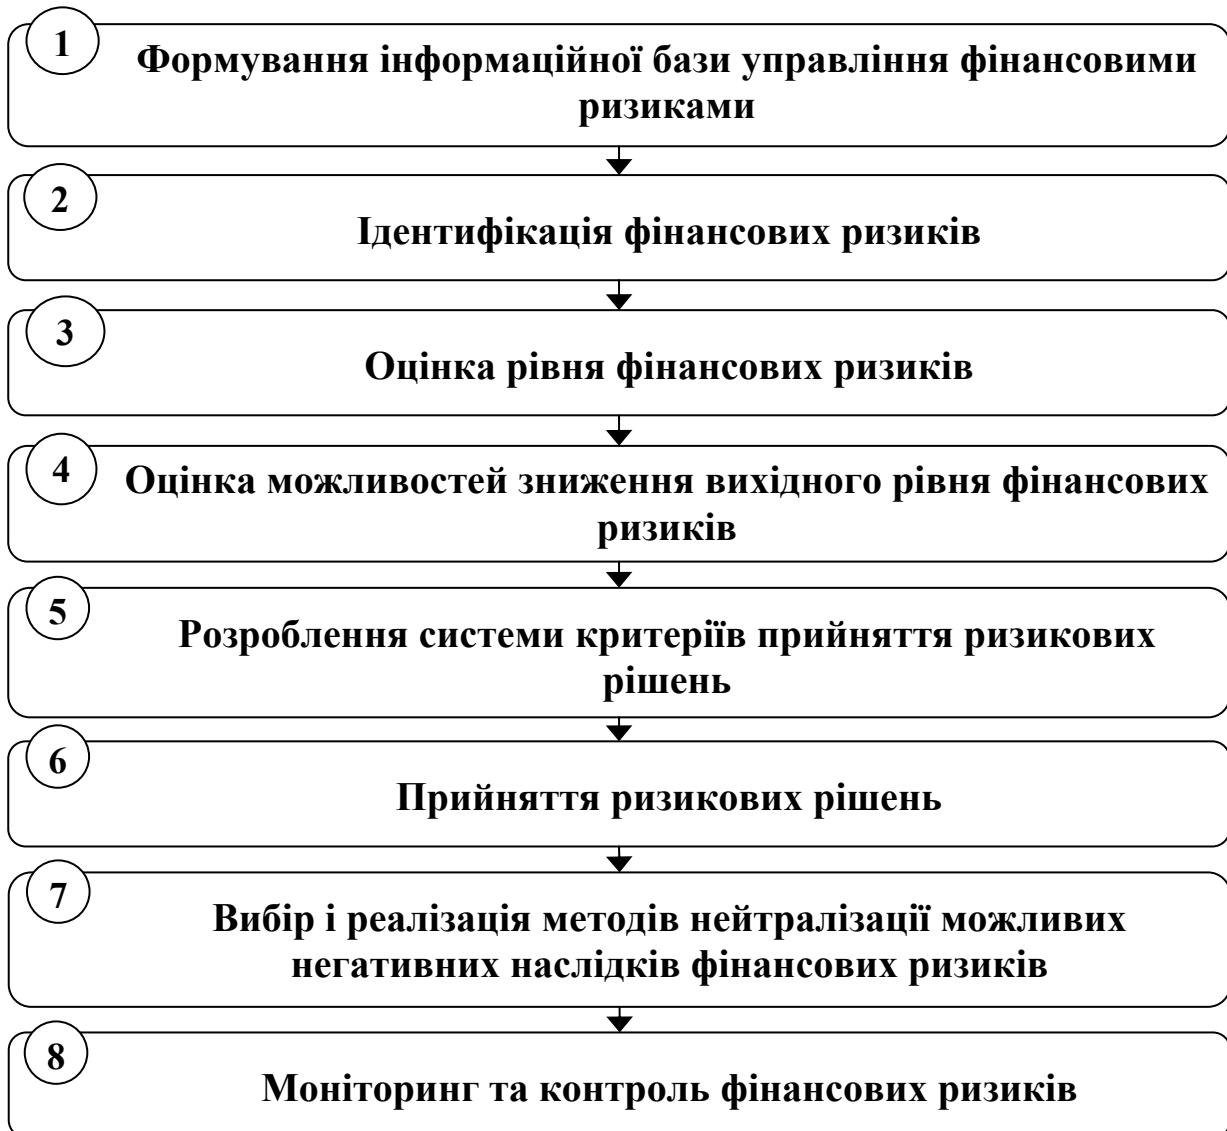 1
Формування інформаційної бази управління фінансовими
ризиками
2
Ідентифікація фінансових ризиків
3
Оцінка рівня фінансових ризиків
4
Оцінка можливостей зниження вихідного рівня фінансових
ризиків
5
Розроблення системи критеріїв прийняття ризикових
рішень
6
Прийняття ризикових рішень
7
Вибір і реалізація методів нейтралізації можливих
негативних наслідків фінансових ризиків
8
Моніторинг та контроль фінансових ризиків